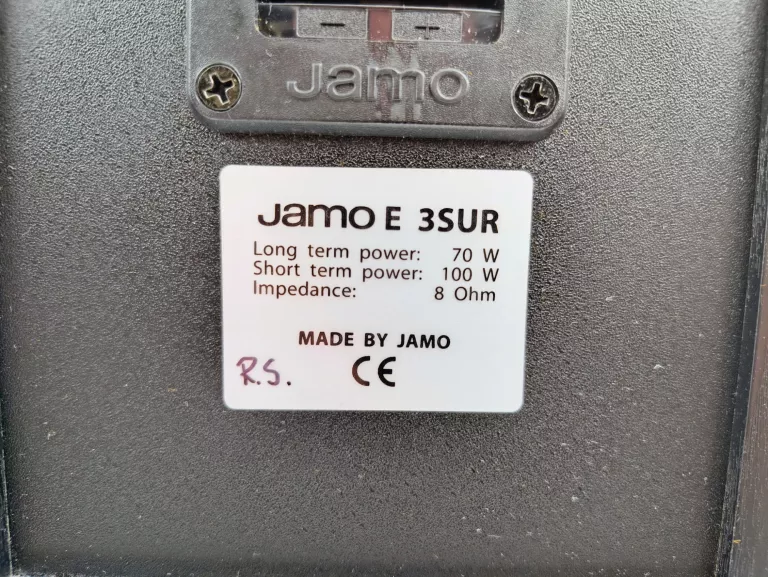 - +
Jamo
Jamo E 3SUR
Long term power: 70 W
Short term power: 100 W
Impedance: 8 Ohm
MADE BY JAMO
R.S. CE